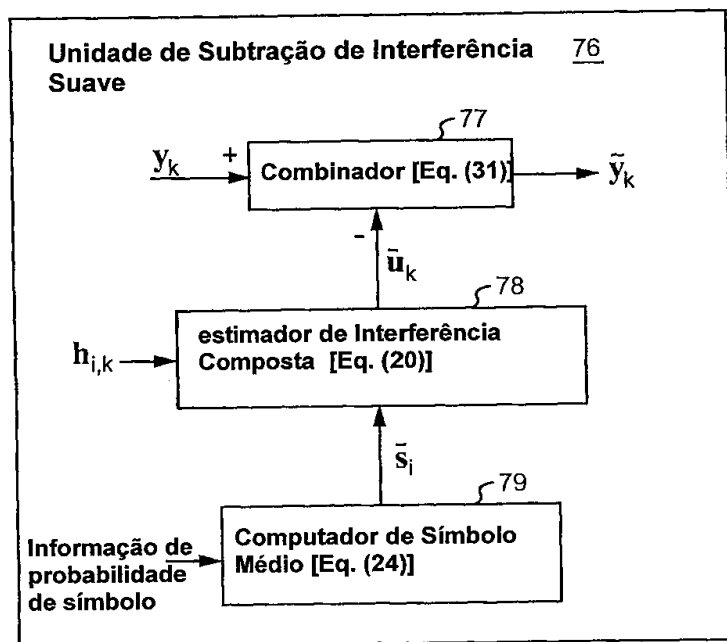 Unidade de Subtração de Interferência 76
Suave
77
y_k + Combinador [Eq. (31)] ỹ_k
-
ū_k
78
estimador de Interferência
h_{i,k} Composta [Eq. (20)]
s̄_i
79
Computador de Símbolo
Médio [Eq. (24)]
Informação de
probabilidade
de símbolo